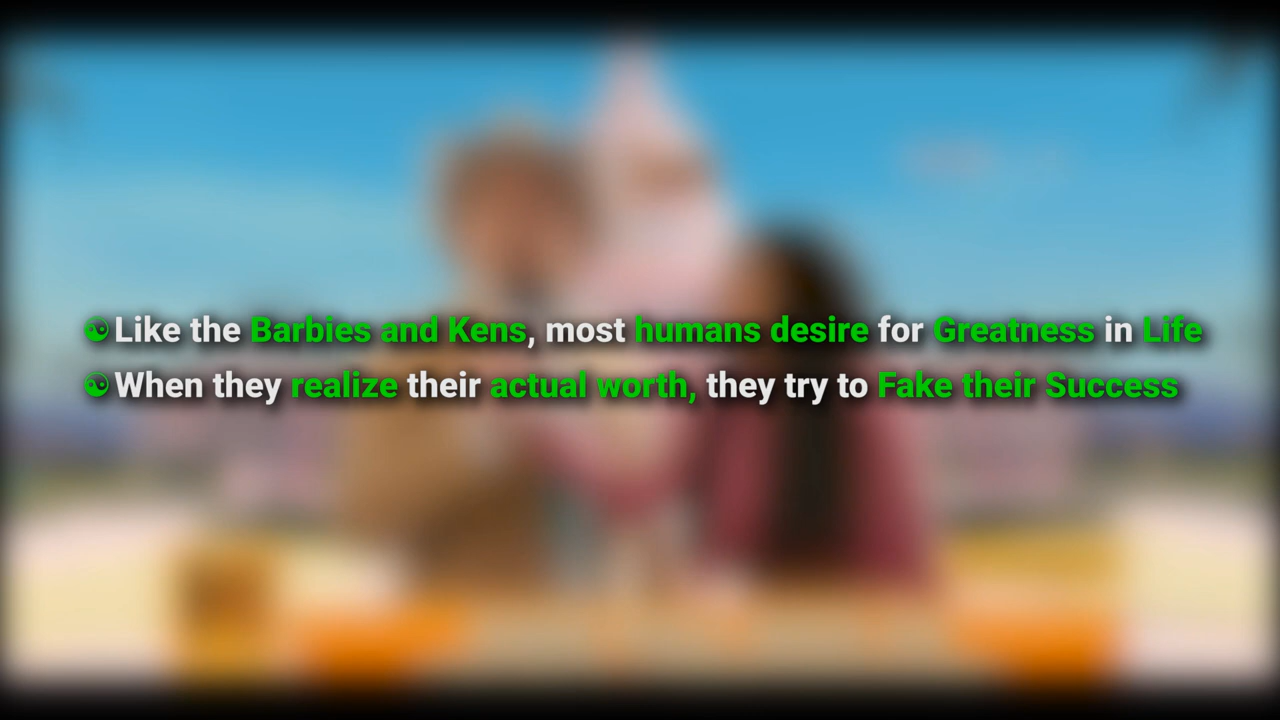 ☯Like the Barbies and Kens, most humans desire for Greatness in Life
☯When they realize their actual worth, they try to Fake their Success